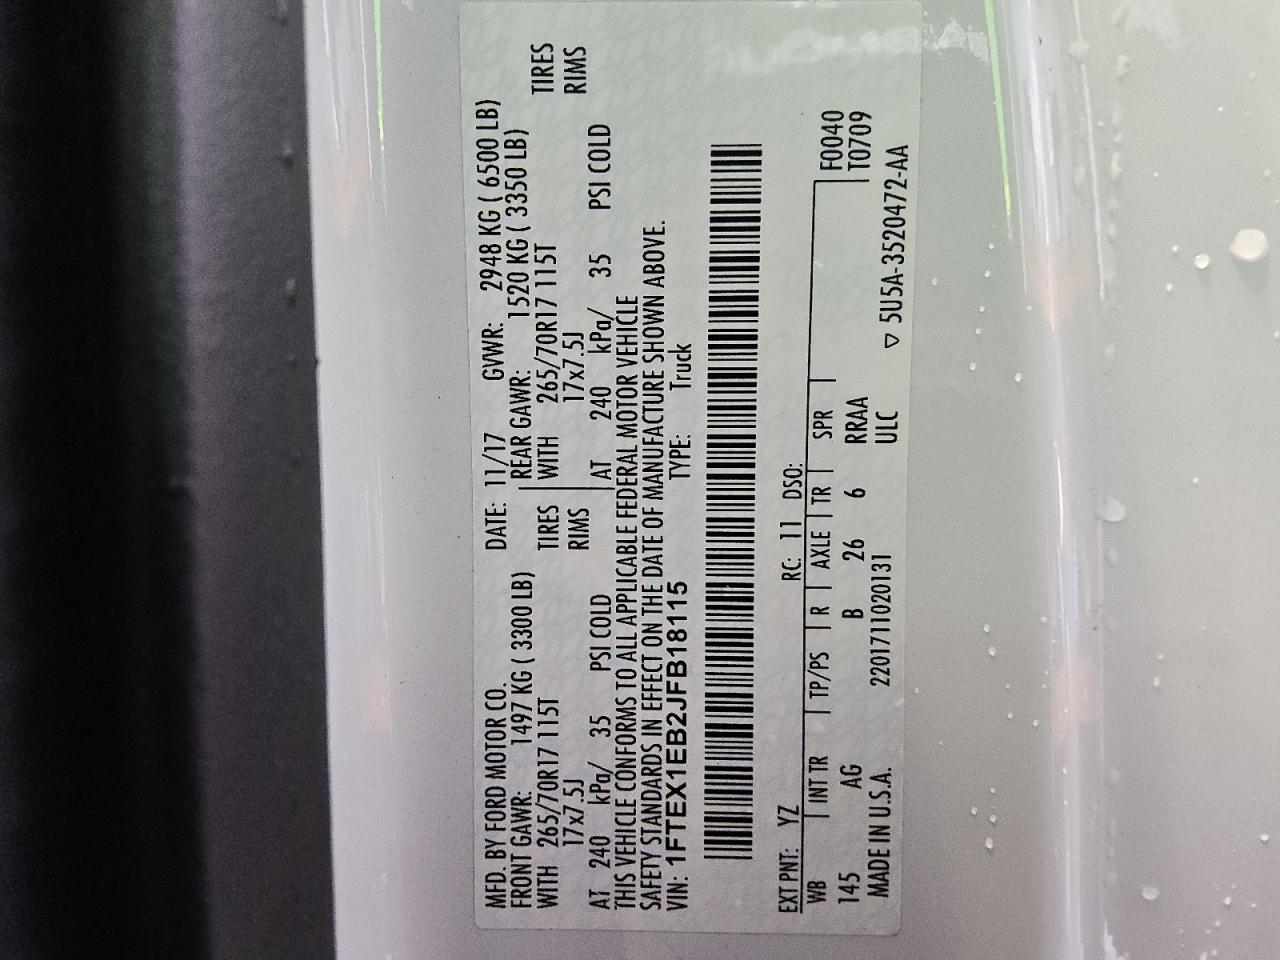 MFD. BY FORD MOTOR CO. DATE: 11/17 GVWR: 2948 KG ( 6500 LB)
FRONT GAWR: 1497 KG ( 3300 LB) REAR GAWR: 1520 KG ( 3350 LB)
WITH 265/70R17 115T TIRES WITH 265/70R17 115T TIRES
17x7.5J RIMS 17x7.5J RIMS
AT 240 kPa/ 35 PSI COLD AT 240 kPa/ 35 PSI COLD
THIS VEHICLE CONFORMS TO ALL APPLICABLE FEDERAL MOTOR VEHICLE
SAFETY STANDARDS IN EFFECT ON THE DATE OF MANUFACTURE SHOWN ABOVE.
VIN: 1FTEX1EB2JFB18115 TYPE: Truck
EXT PNT: YZ RC: 11 DSO:
WB INT TR TP/PS R AXLE TR SPR F0040
145 AG B 26 6 RRAA T0709
MADE IN U.S.A. 2201711020131 ULC ▽ 5U5A-3520472-AA